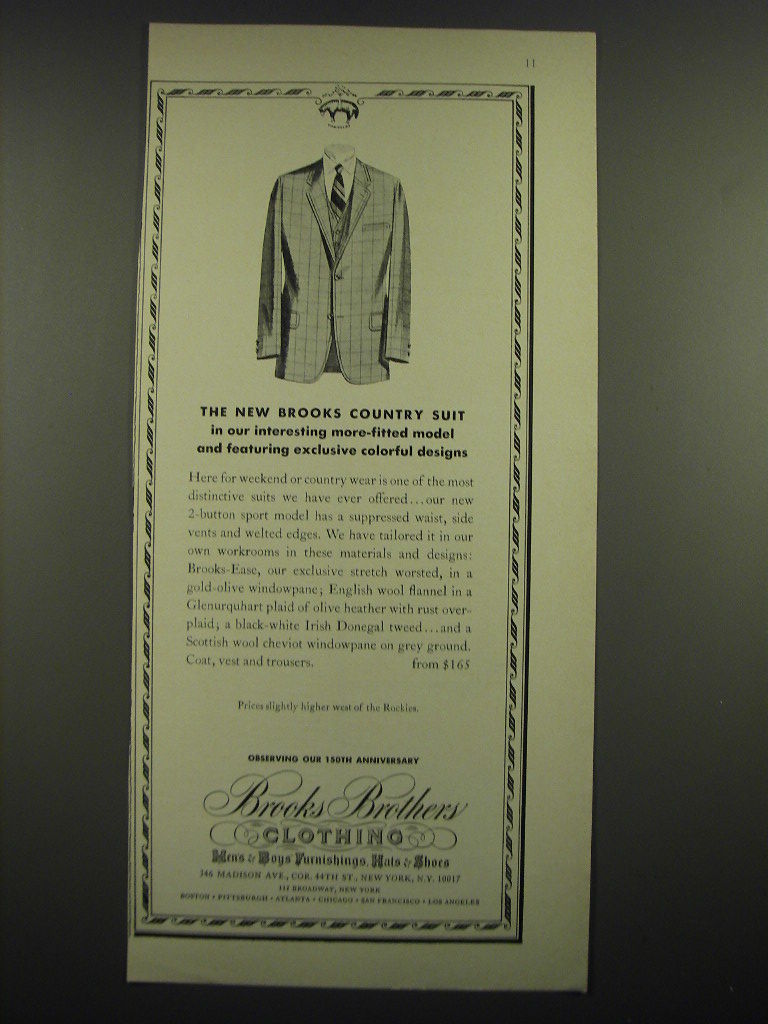 11
THE NEW BROOKS COUNTRY SUIT
in our interesting more-fitted model
and featuring exclusive colorful designs
Here for weekend or country wear is one of the most
distinctive suits we have ever offered...our new
2-button sport model has a suppressed waist, side
vents and welted edges. We have tailored it in our
own workrooms in these materials and designs:
Brooks-Ease, our exclusive stretch worsted, in a
gold-olive windowpane; English wool flannel in a
Glenurquhart plaid of olive heather with rust over-
plaid; a black-white Irish Donegal tweed...and a
Scottish wool cheviot windowpane on grey ground.
Coat, vest and trousers. from $165
Prices slightly higher west of the Rockies.
OBSERVING OUR 150TH ANNIVERSARY
Brooks Brothers
CLOTHING
Men's & Boys' Furnishings, Hats & Shoes
346 MADISON AVE., COR. 44TH ST., NEW YORK, N.Y. 10017
111 BROADWAY, NEW YORK
BOSTON • PITTSBURGH • ATLANTA • CHICAGO • SAN FRANCISCO • LOS ANGELES